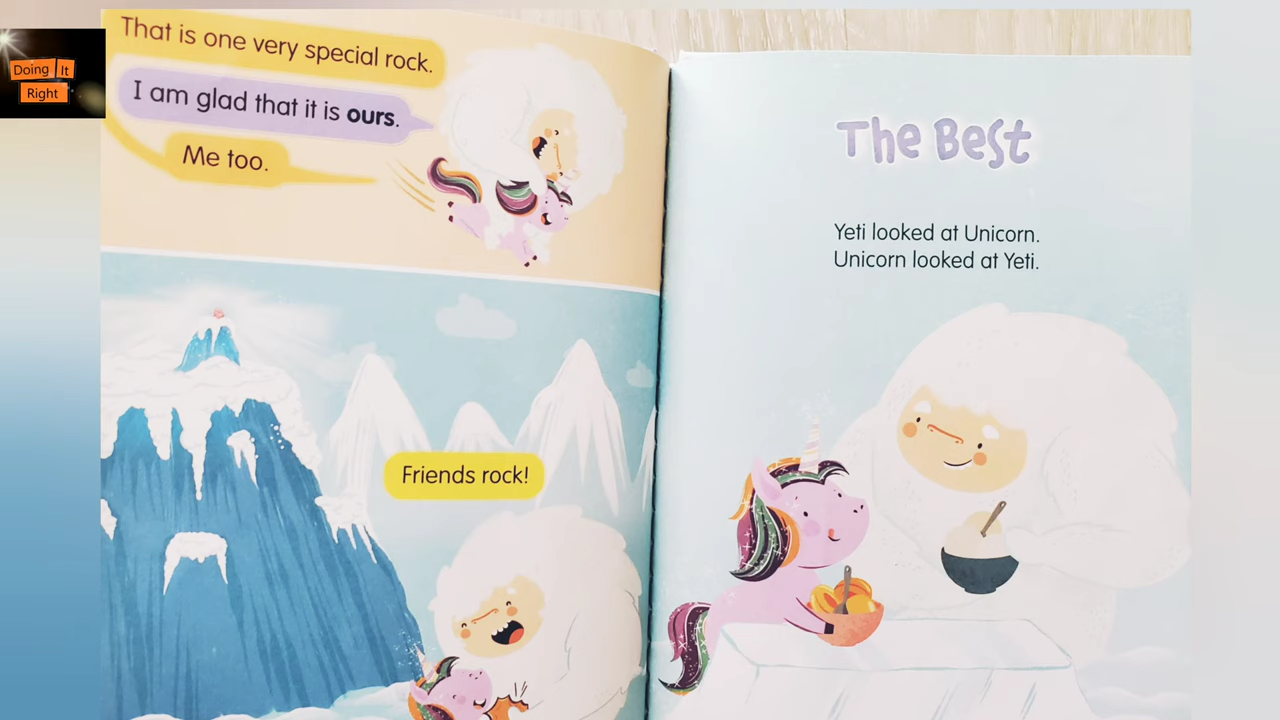 Doing It
Right
That is one very special rock.
I am glad that it is ours.
Me too.
Friends rock!
The Best
Yeti looked at Unicorn.
Unicorn looked at Yeti.